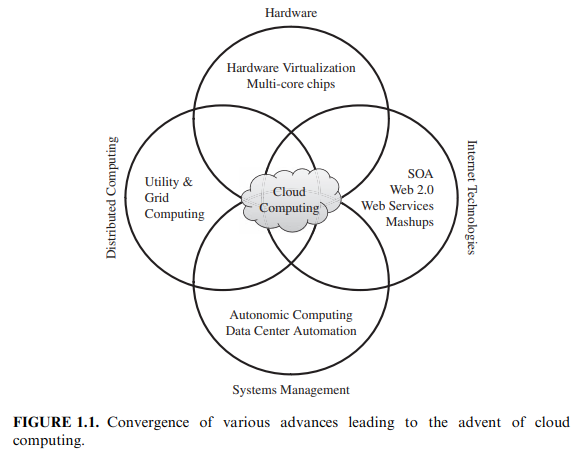 Hardware
Hardware Virtualization
Multi-core chips
Distributed Computing
Utility &
Grid
Computing
Cloud
Computing
SOA
Web 2.0
Web Services
Mashups
Internet Technologies
Autonomic Computing
Data Center Automation
Systems Management
FIGURE 1.1. Convergence of various advances leading to the advent of cloud
computing.